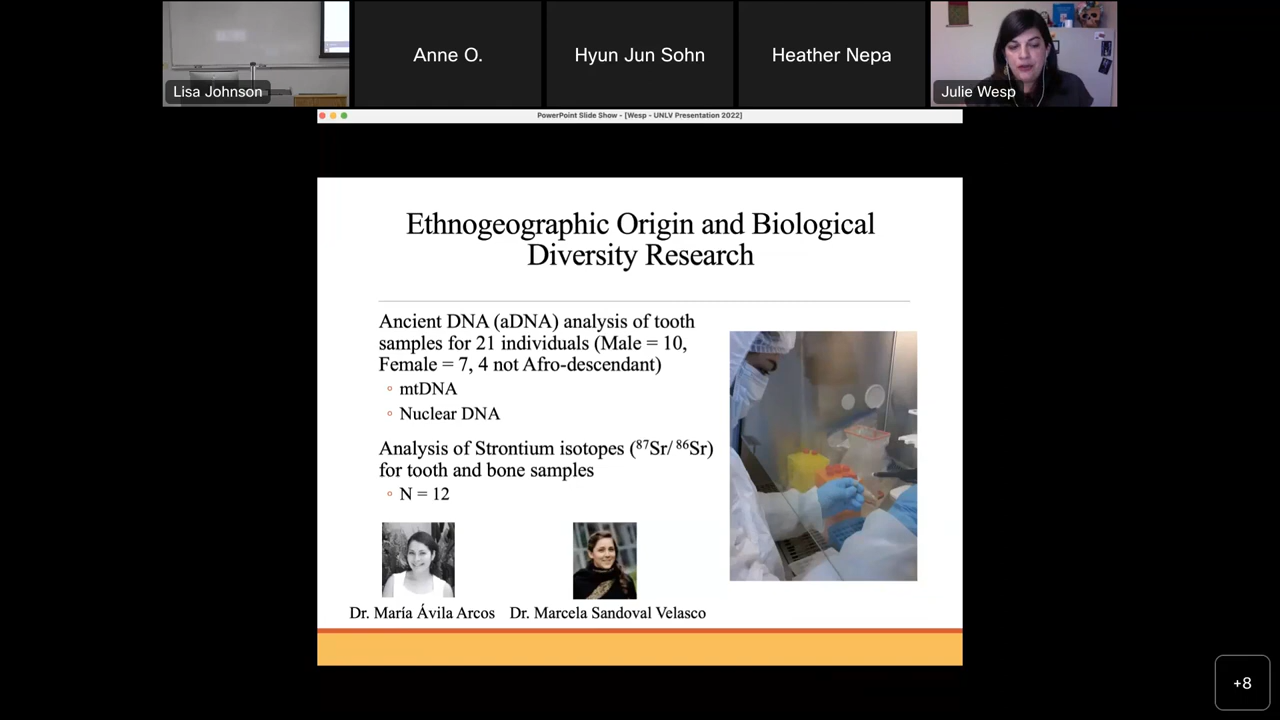 Lisa Johnson
Anne O.
Hyun Jun Sohn
Heather Nepa
Julie Wesp
PowerPoint Slide Show - [Wesp - UNLV Presentation 2022]
Ethnogeographic Origin and Biological
Diversity Research
Ancient DNA (aDNA) analysis of tooth
samples for 21 individuals (Male = 10,
Female = 7, 4 not Afro-descendant)
◦ mtDNA
◦ Nuclear DNA
Analysis of Strontium isotopes (⁸⁷Sr/ ⁸⁶Sr)
for tooth and bone samples
◦ N = 12
Dr. María Ávila Arcos
Dr. Marcela Sandoval Velasco
+8